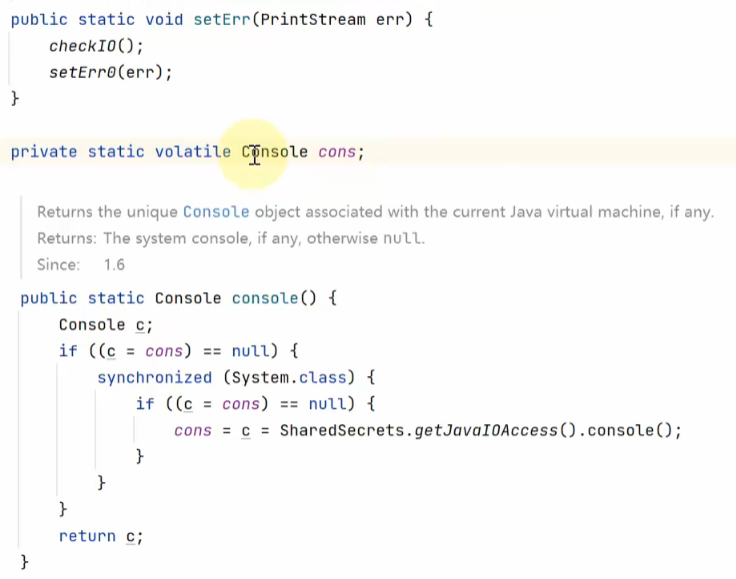 public static void setErr(PrintStream err) {
checkIO();
setErr0(err);
}
private static volatile Console cons;
Returns the unique Console object associated with the current Java virtual machine, if any.
Returns: The system console, if any, otherwise null.
Since: 1.6
public static Console console() {
Console c;
if ((c = cons) == null) {
synchronized (System.class) {
if ((c = cons) == null) {
cons = c = SharedSecrets.getJavaIOAccess().console();
}
}
}
return c;
}